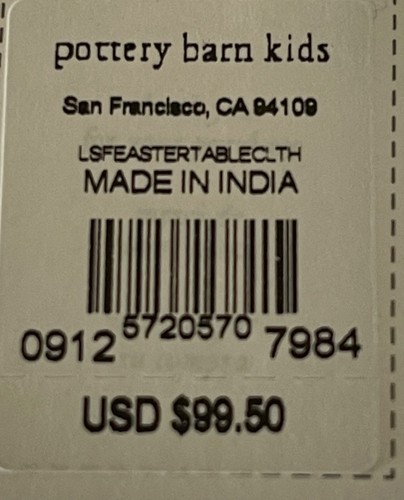 pottery barn kids
San Francisco, CA 94109
LSFEASTERTABLECLTH
MADE IN INDIA
0912 5720570 7984
USD $99.50